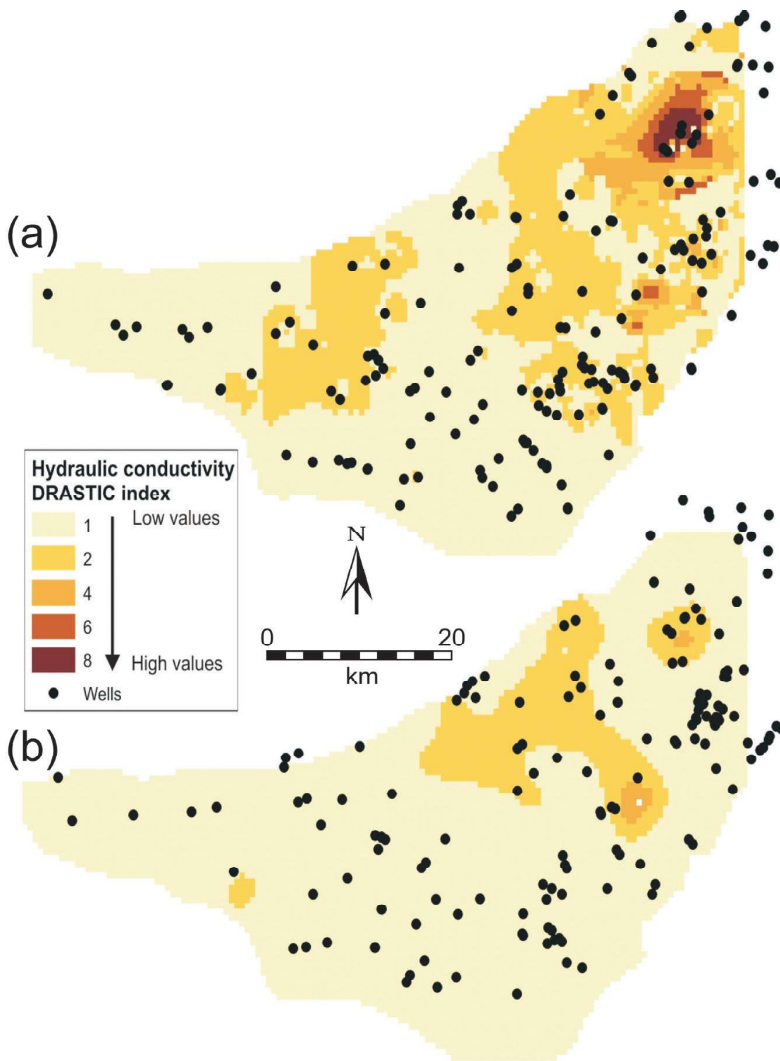 (a)
Hydraulic conductivity
DRASTIC index
1 Low values
2
4
6
8 High values
Wells
N
0 20
km
(b)